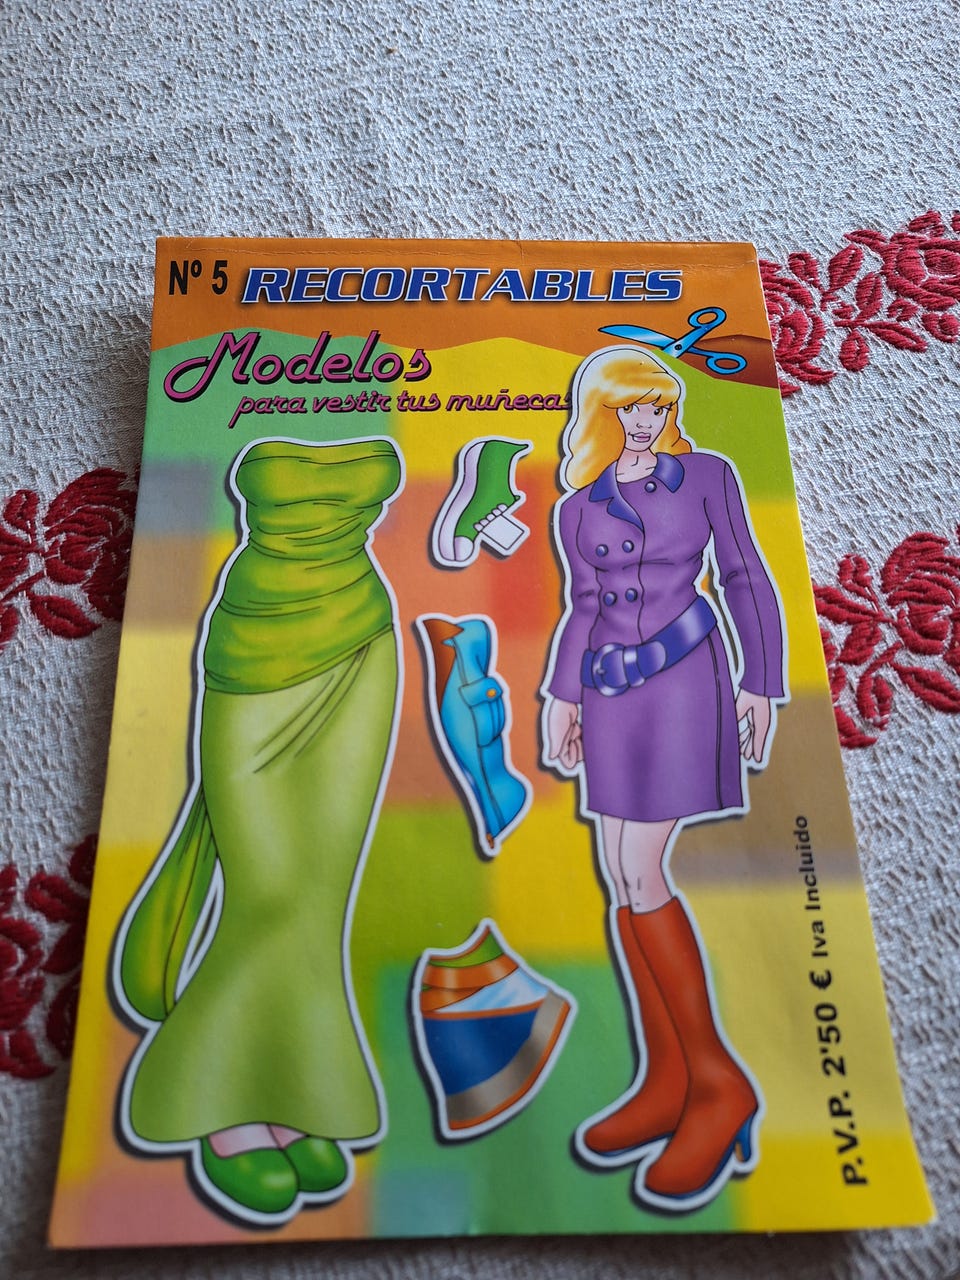 Nº 5 RECORTABLES
Modelos
para vestir tus muñecas
P.V.P. 2'50 € Iva Incluido